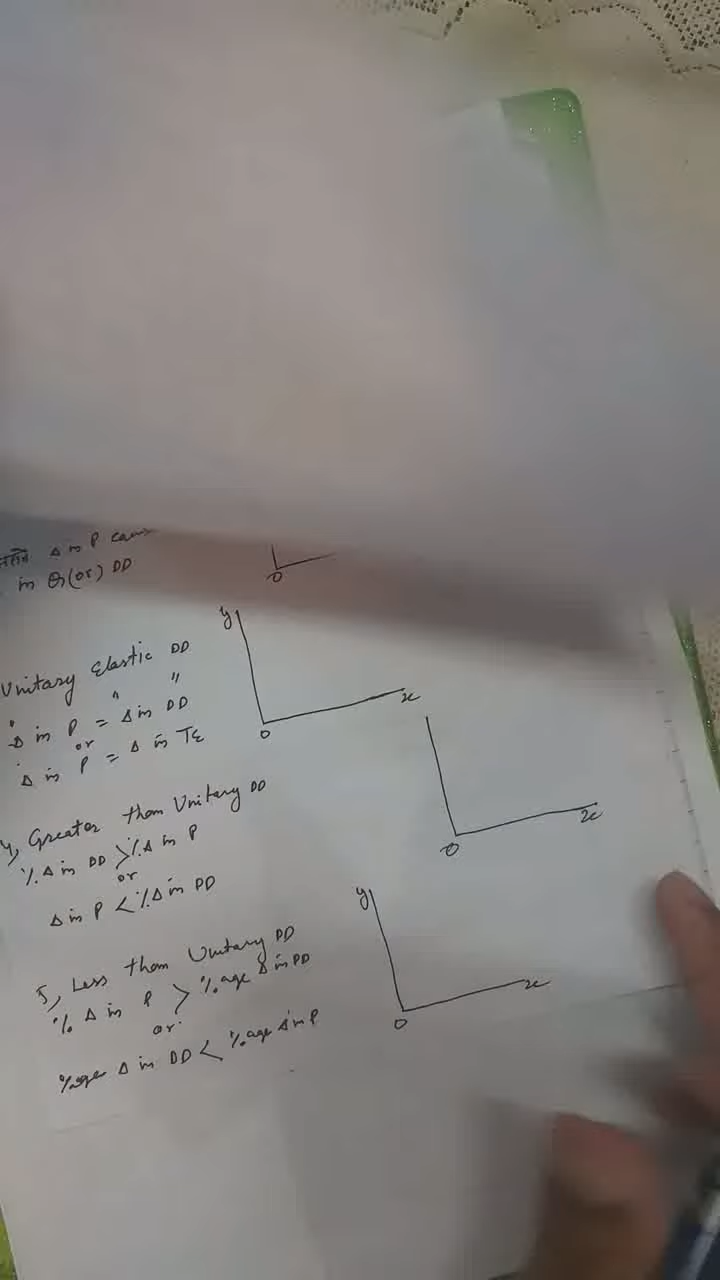 Δ in P
in Q(or) DD
O
Unitary Elastic DD
" "
Δ in P = Δ in DD
or
Δ in P = Δ in TE
y
O
x
4, Greater than Unitary DD
% Δ in DD > % Δ in P
or
Δ in P < % Δ in DD
O
x
5, Less than Unitary DD
% Δ in P > % age Δ in DD
or
%age Δ in DD < % age Δ in P
y
O
x